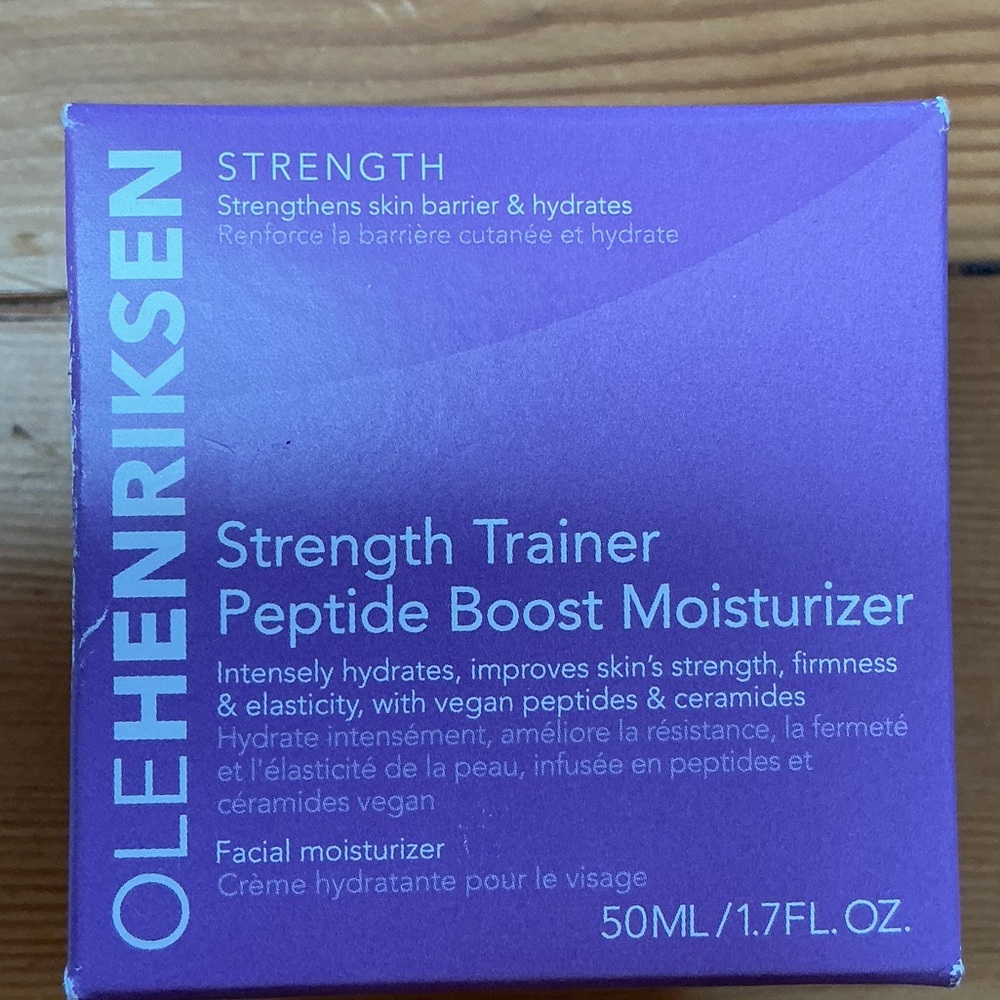 OLEHENRIKSEN
STRENGTH
Strengthens skin barrier & hydrates
Renforce la barrière cutanée et hydrate
Strength Trainer
Peptide Boost Moisturizer
Intensely hydrates, improves skin's strength, firmness
& elasticity, with vegan peptides & ceramides
Hydrate intensément, améliore la résistance, la fermeté
et l'élasticité de la peau, infusée en peptides et
céramides vegan
Facial moisturizer
Crème hydratante pour le visage
50ML/1.7FL. OZ.